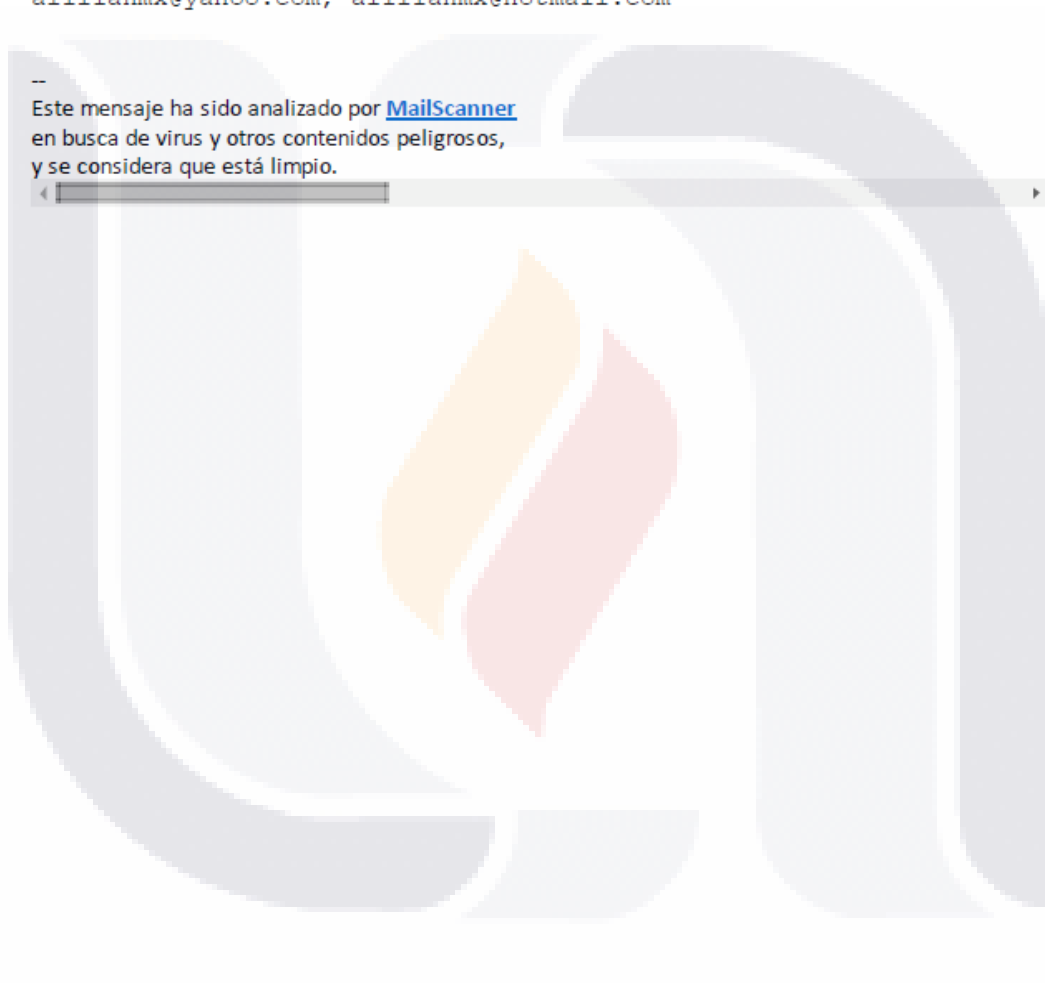 --
Este mensaje ha sido analizado por MailScanner
en busca de virus y otros contenidos peligrosos,
y se considera que está limpio.